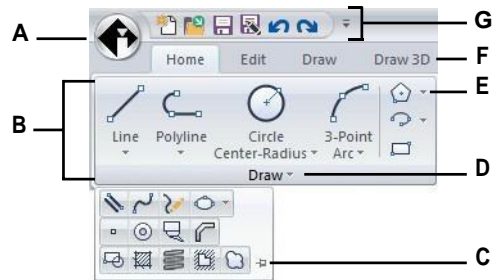 A
G
Home Edit Draw Draw 3D
F
E
B
Line Polyline Circle Center-Radius 3-Point Arc
Draw
D
C